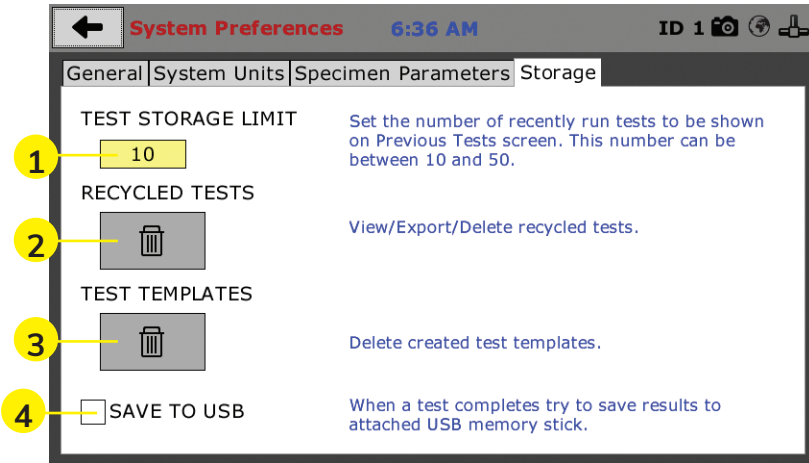 System Preferences 6:36 AM ID 1
General System Units Specimen Parameters Storage
TEST STORAGE LIMIT
Set the number of recently run tests to be shown
on Previous Tests screen. This number can be
between 10 and 50.
1
10
RECYCLED TESTS
2
View/Export/Delete recycled tests.
TEST TEMPLATES
3
Delete created test templates.
4
SAVE TO USB
When a test completes try to save results to
attached USB memory stick.